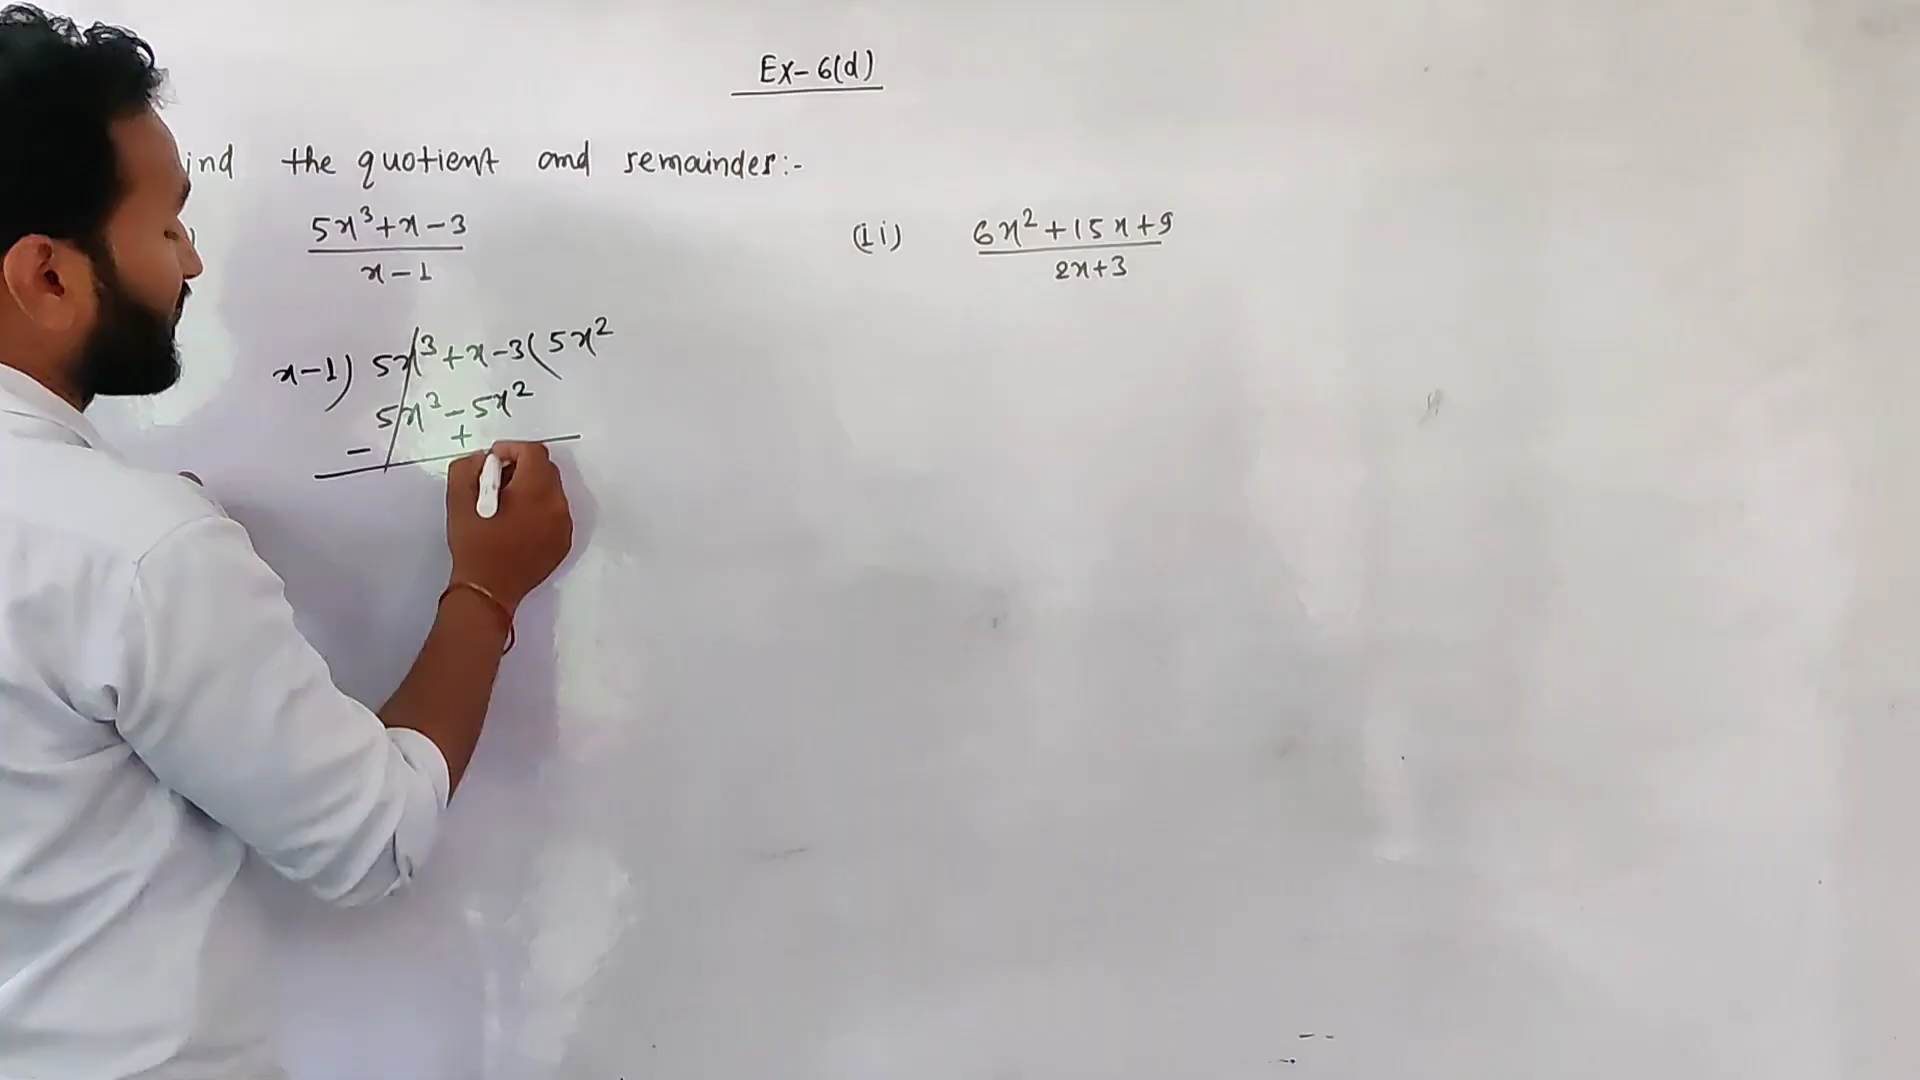 Ex-6(d)
ind the quotient and remainder:-
) 5x³+x-3 (ii) 6x²+15x+9
x-1 2x+3
x-1) 5x³+x-3( 5x²
5x³-5x²
- +